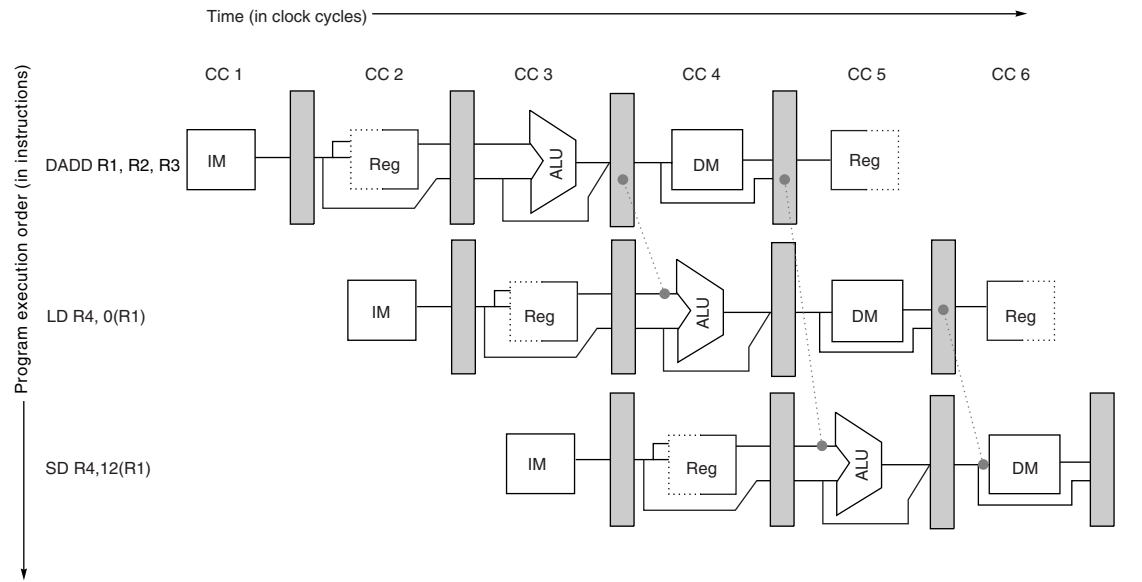 Time (in clock cycles)
CC 1 CC 2 CC 3 CC 4 CC 5 CC 6
Program execution order (in instructions)
DADD R1, R2, R3 IM Reg ALU DM Reg
LD R4, 0(R1) IM Reg ALU DM Reg
SD R4,12(R1) IM Reg ALU DM